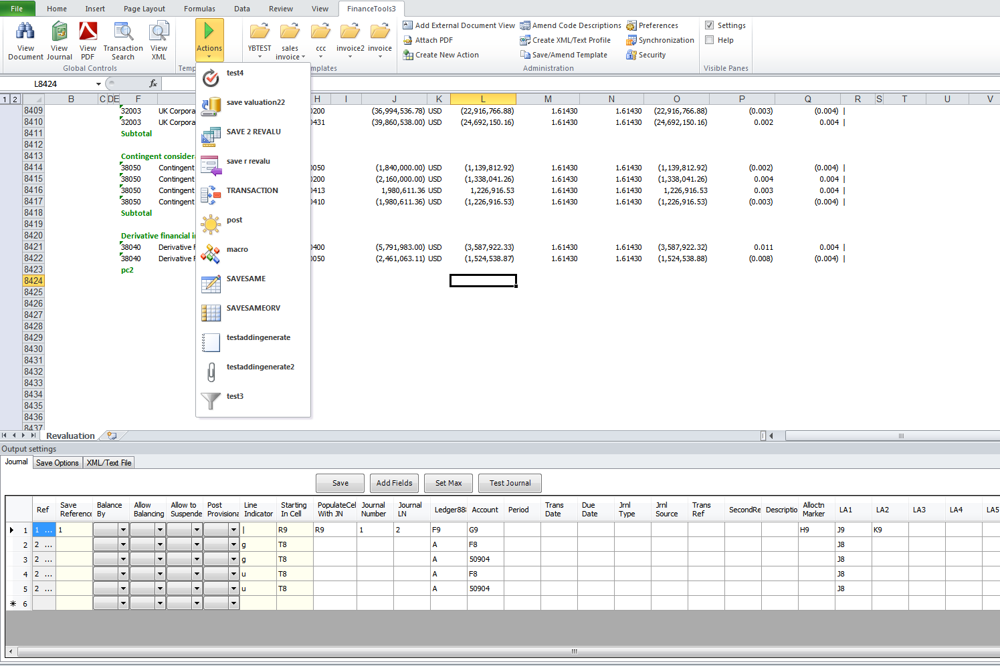 File Home Insert Page Layout Formulas Data Review View FinanceTools3
View Document View Journal View PDF Transaction Search View XML Actions YBTEST sales invoice ccc invoice2 invoice
Add External Document View Amend Code Descriptions Preferences Settings
Attach PDF Create XML/Text Profile Synchronization Help
Create New Action Save/Amend Template Security
Global Controls Temp mplates Administration Visible Panes
L8424 fx
test4
save valuation22
SAVE 2 REVALU
save r revalu
TRANSACTION
post
macro
SAVESAME
SAVESAMEORV
testaddingenerate
testaddingenerate2
test3
1 2 B C D E F H I J K L M N O P Q R S T U V
8409 32003 UK Corpora 0200 (36,994,536.78) USD (22,916,766.88) 1.61430 1.61430 (22,916,766.88) (0.003) (0.004) |
8410 32003 UK Corpora 0431 (39,860,538.00) USD (24,692,150.16) 1.61430 1.61430 (24,692,150.16) 0.002 0.004 |
8411 Subtotal
8412
8413 Contingent consider
8414 38050 Contingent 0050 (1,840,000.00) USD (1,139,812.92) 1.61430 1.61430 (1,139,812.92) (0.002) (0.004) |
8415 38050 Contingent 0200 (2,160,000.00) USD (1,338,041.26) 1.61430 1.61430 (1,338,041.26) 0.004 0.004 |
8416 38050 Contingent 0413 1,980,611.36 USD 1,226,916.53 1.61430 1.61430 1,226,916.53 0.003 0.004 |
8417 38050 Contingent 0410 (1,980,611.36) USD (1,226,916.53) 1.61430 1.61430 (1,226,916.53) (0.003) (0.004) |
8418 Subtotal
8419
8420 Derivative financial in
8421 38040 Derivative F 0400 (5,791,983.00) USD (3,587,922.33) 1.61430 1.61430 (3,587,922.32) 0.011 0.004 |
8422 38040 Derivative F 0050 (2,461,063.11) USD (1,524,538.87) 1.61430 1.61430 (1,524,538.88) (0.008) (0.004) |
8423 pc2
8424
8425
8426
8427
8428
8429
8430
8431
8432
8433
8434
8435
8436
8437
Revaluation
Output settings
Journal Save Options XML/Text File
Save Add Fields Set Max Test Journal
Ref Save Reference Balance By Allow Balancing Allow to Suspende Post Provisiona Line Indicator Starting In Cell PopulateCel With JN Journal Number Journal LN Ledger888 Account Period Trans Date Due Date Jrnl Type Jrnl Source Trans Ref SecondRe Descriptio Alloctn Marker LA1 LA2 LA3 LA4 LA5
1 1 ... 1 | R9 R9 1 2 F9 G9 H9 J9 K9
2 2 ... g T8 A F8 J8
3 2 ... g T8 A 50904 J8
4 2 ... u T8 A F8 J8
5 2 ... u T8 A 50904 J8
6